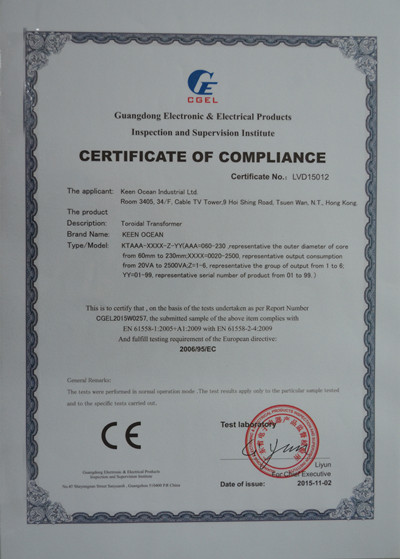 CGEL
Guangdong Electronic & Electrical Products
Inspection and Supervision Institute
CERTIFICATE OF COMPLIANCE
Certificate No.: LVD15012
The applicant: Keen Ocean Industrial Ltd.
Room 3405, 34/F, Cable TV Tower,9 Hoi Shing Road, Tsuen Wan, N.T., Hong Kong.
The product
Description: Toroidal Transformer
Brand Name: KEEN OCEAN
Type/Model: KTAAA-XXXX-Z-YY(AAA=060-230 ,representative the outer diameter of core
from 60mm to 230mm;XXXX=0020-2500, representative output consumption
from 20VA to 2500VA;Z=1-6, representative the group of output from 1 to 6;
YY=01-99, representative serial number of product from 01 to 99. )
This is to certify that , on the basis of the tests undertaken as per Report Number
CGEL2015W0257, the submitted sample of the above item complies with
EN 61558-1:2005+A1:2009 with EN 61558-2-4:2009
And fulfill testing requirement of the European directive:
2006/95/EC
General Remarks:
The tests were performed in normal operation mode .The test results apply only to the particular sample tested
and to the specific tests carried out.
CE
Test laboratory
Liyun
For Chief Executive
Date of issue: 2015-11-02
Guangdong Electronic & Electrical Products
Inspection and Supervision Institute